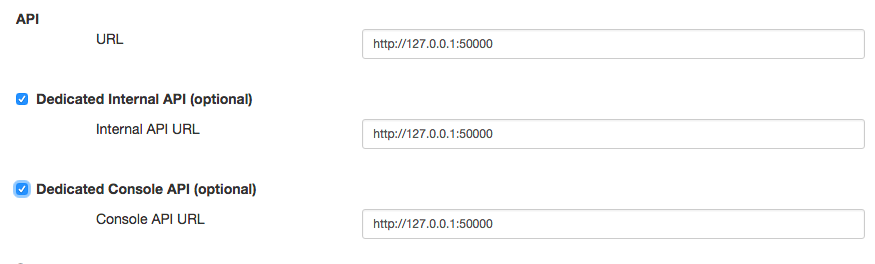 API
URL
http://127.0.0.1:50000
Dedicated Internal API (optional)
Internal API URL
http://127.0.0.1:50000
Dedicated Console API (optional)
Console API URL
http://127.0.0.1:50000